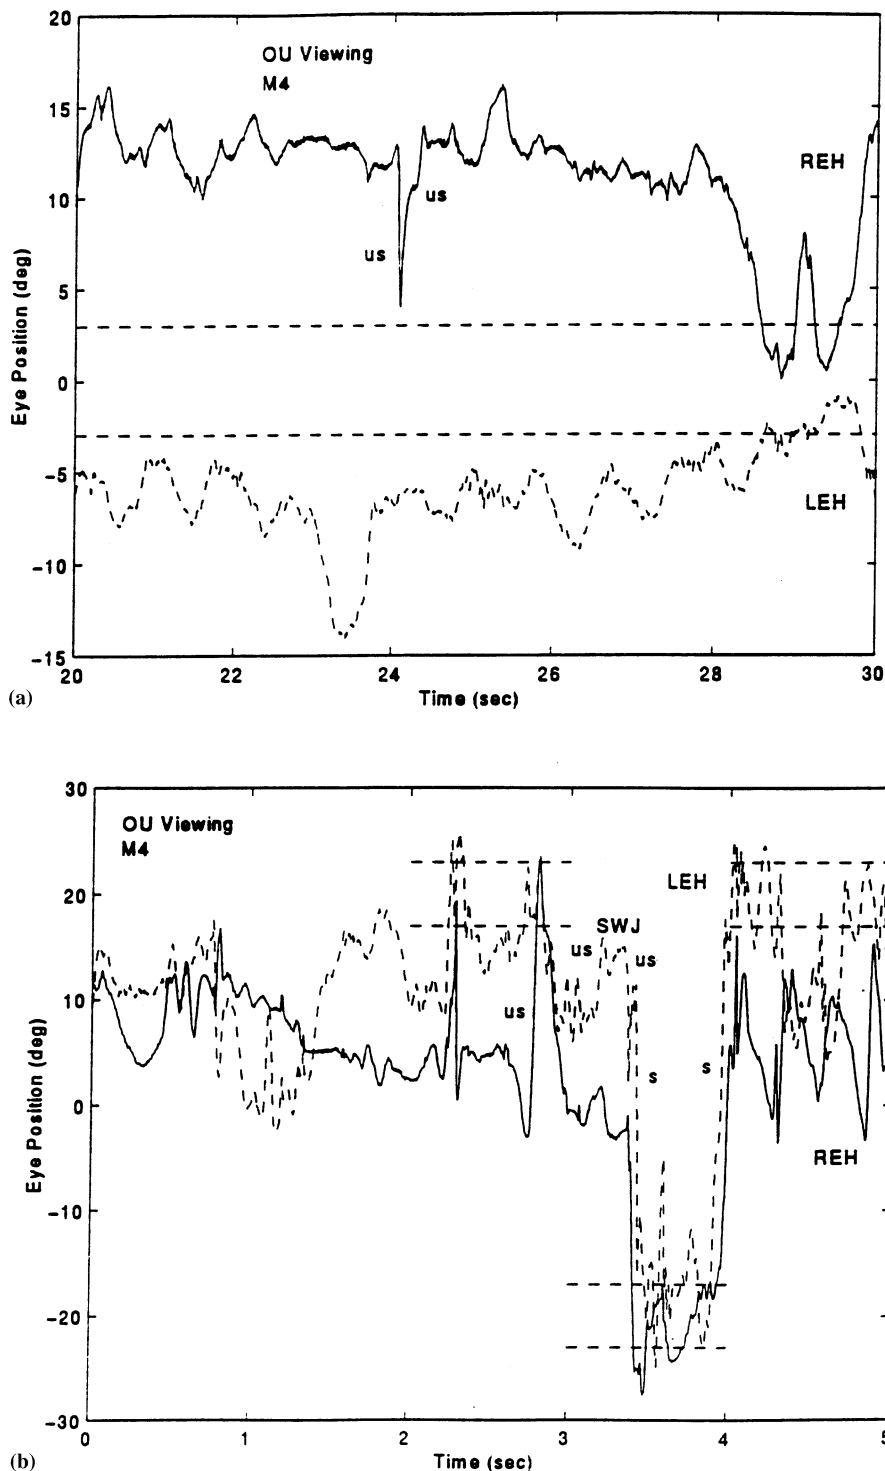 20
15
10
5
0
-5
-10
-15
Eye Position (deg)
OU Viewing
M4
us
us
REH
LEH
20 22 24 26 28 30
Time (sec)
(a)
30
20
10
0
-10
-20
-30
Eye Position (deg)
OU Viewing
M4
LEH
SWJ
us
us
us
s
s
REH
0 1 2 3 4 5
Time (sec)
(b)